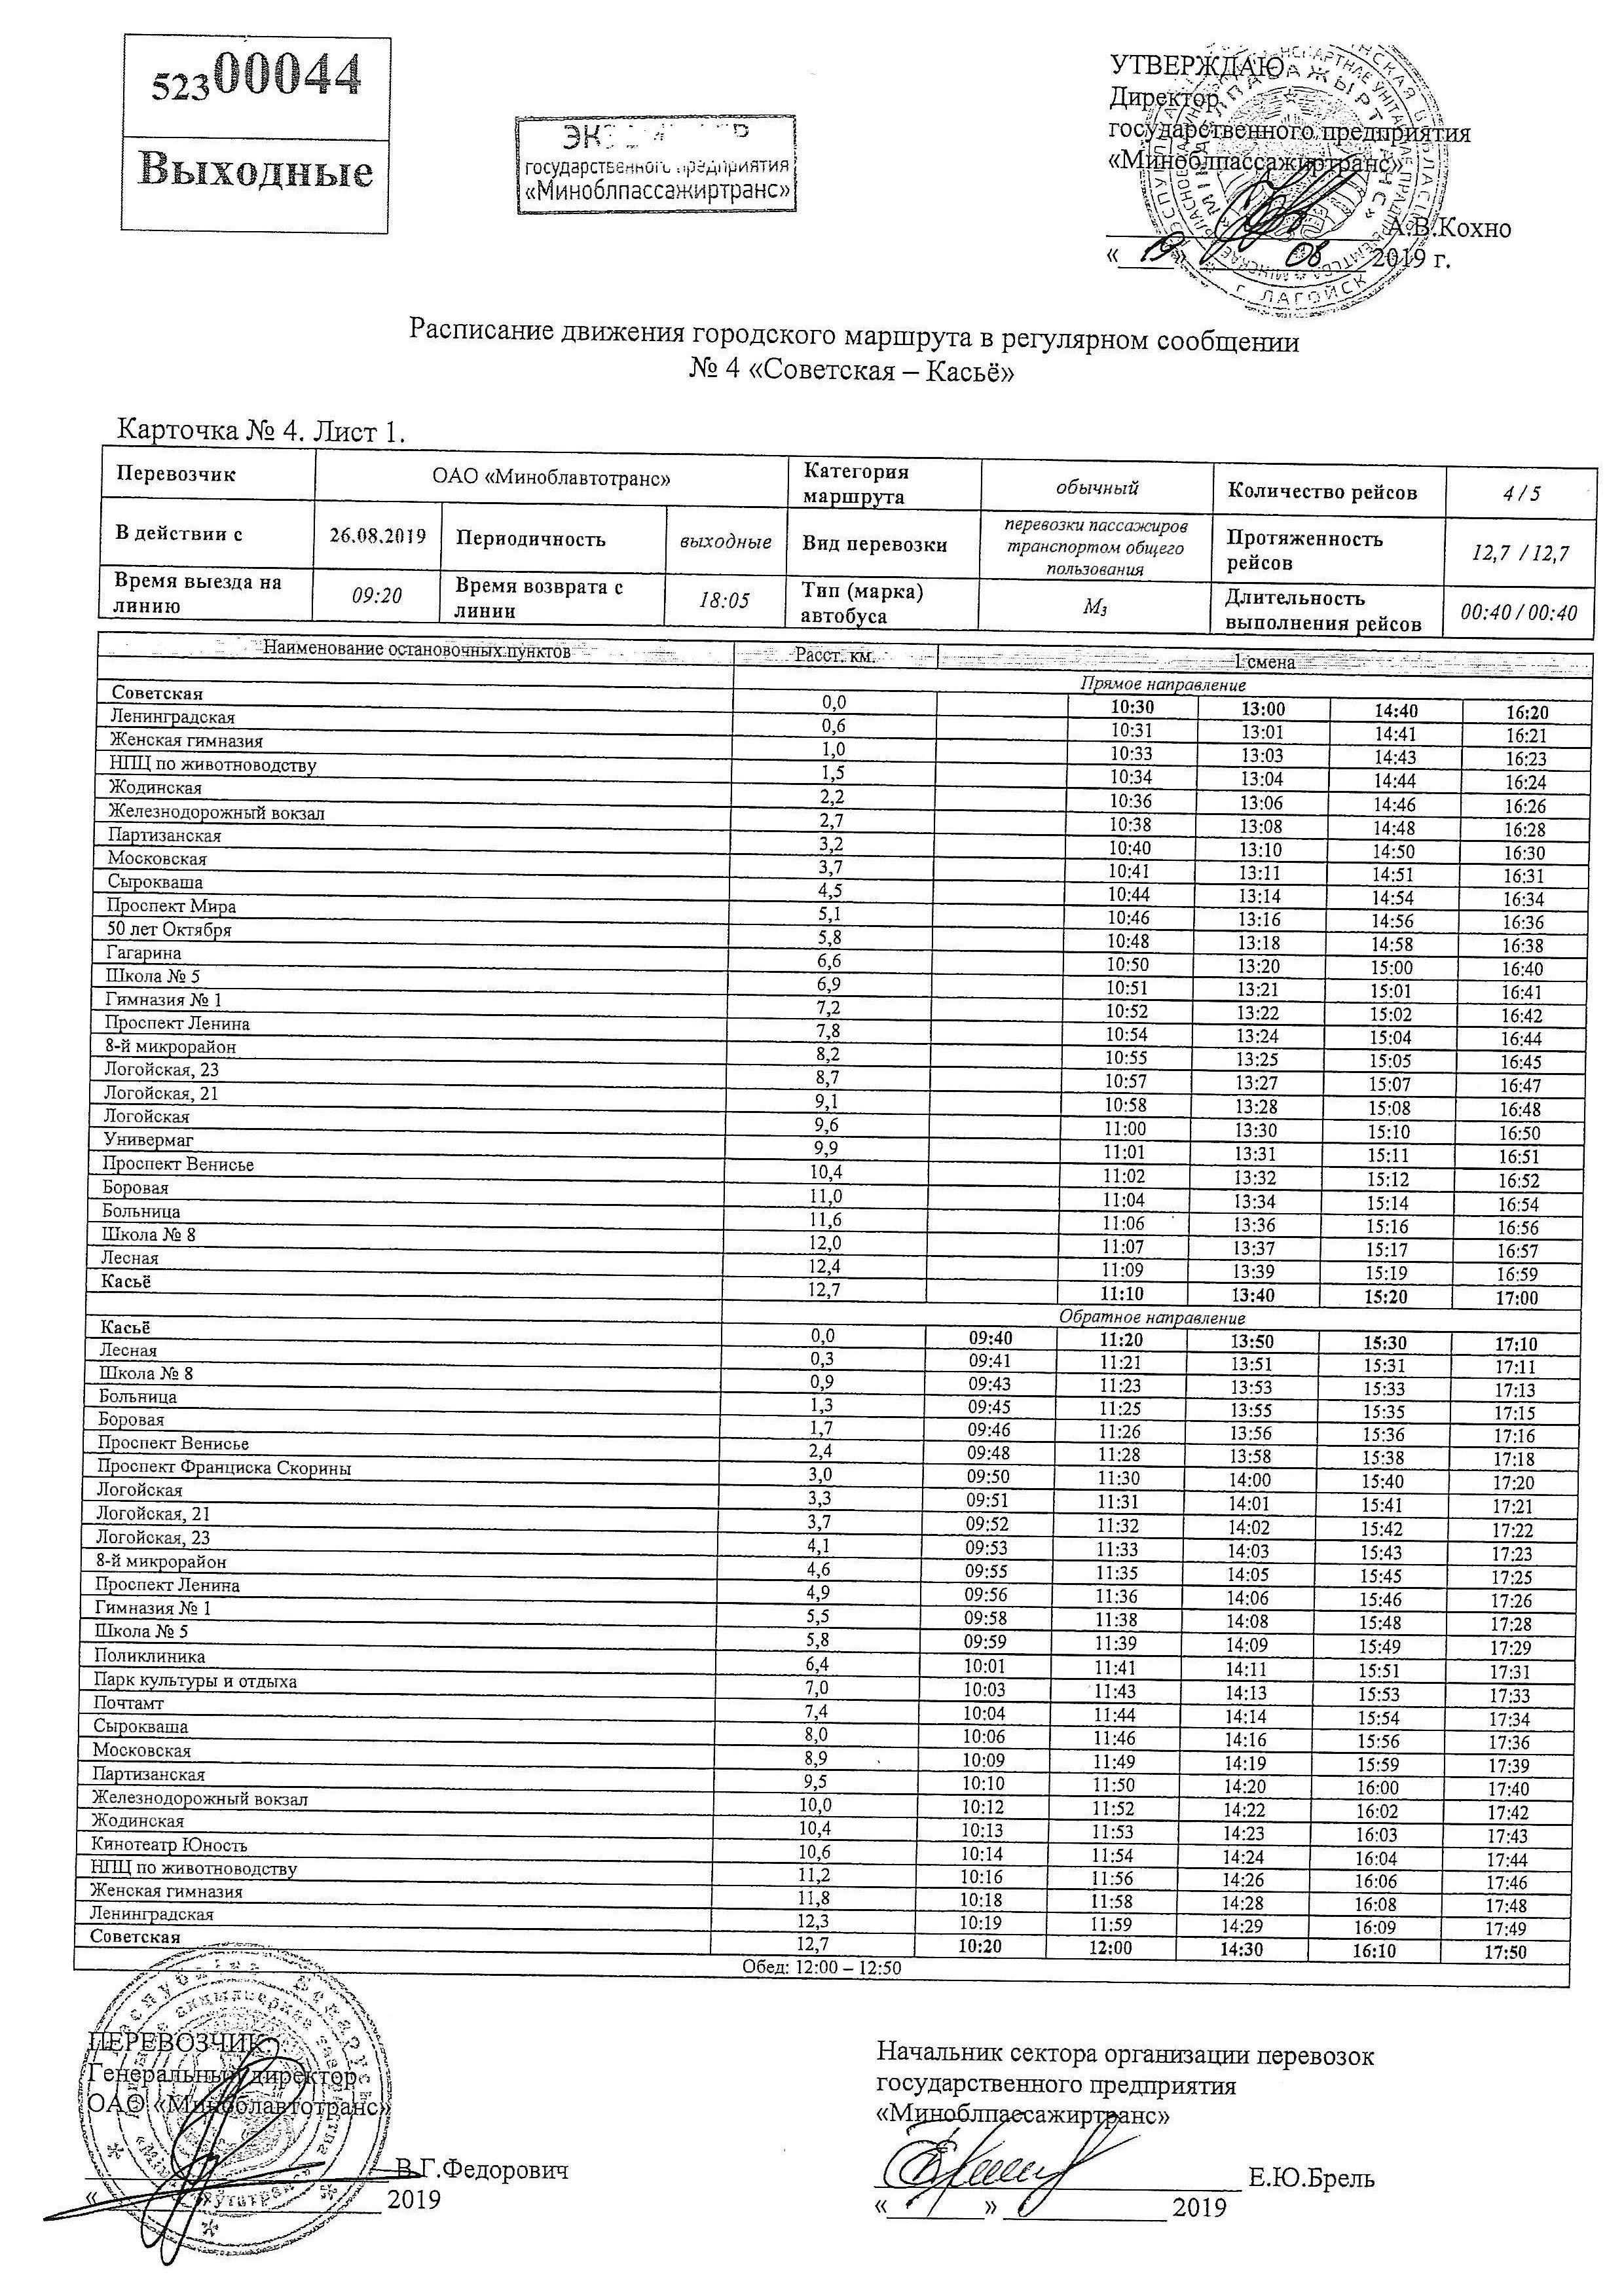 52300044
Выходные
государственного предприятия
«Миноблпассажиртранс»
УТВЕРЖДАЮ
Директор
государственного предприятия
«Миноблпассажиртранс»
А.В.Кохно
« 19 » 08 2019 г.
г. ЛАГОЙСК
Расписание движения городского маршрута в регулярном сообщении
№ 4 «Советская – Касьё»
Карточка № 4. Лист 1.
Перевозчик ОАО «Миноблавтотранс» Категория маршрута обычный Количество рейсов 4 / 5
В действии с 26.08.2019 Периодичность выходные Вид перевозки перевозки пассажиров транспортом общего пользования Протяженность рейсов 12,7 / 12,7
Время выезда на линию 09:20 Время возврата с линии 18:05 Тип (марка) автобуса М3 Длительность выполнения рейсов 00:40 / 00:40
Наименование остановочных пунктов Расст. км. 1 смена
Прямое направление
Советская 0,0 10:30 13:00 14:40 16:20
Ленинградская 0,6 10:31 13:01 14:41 16:21
Женская гимназия 1,0 10:33 13:03 14:43 16:23
НПЦ по животноводству 1,5 10:34 13:04 14:44 16:24
Жодинская 2,2 10:36 13:06 14:46 16:26
Железнодорожный вокзал 2,7 10:38 13:08 14:48 16:28
Партизанская 3,2 10:40 13:10 14:50 16:30
Московская 3,7 10:41 13:11 14:51 16:31
Сырокваша 4,5 10:44 13:14 14:54 16:34
Проспект Мира 5,1 10:46 13:16 14:56 16:36
50 лет Октября 5,8 10:48 13:18 14:58 16:38
Гагарина 6,6 10:50 13:20 15:00 16:40
Школа № 5 6,9 10:51 13:21 15:01 16:41
Гимназия № 1 7,2 10:52 13:22 15:02 16:42
Проспект Ленина 7,8 10:54 13:24 15:04 16:44
8-й микрорайон 8,2 10:55 13:25 15:05 16:45
Логойская, 23 8,7 10:57 13:27 15:07 16:47
Логойская, 21 9,1 10:58 13:28 15:08 16:48
Логойская 9,6 11:00 13:30 15:10 16:50
Универмаг 9,9 11:01 13:31 15:11 16:51
Проспект Венисье 10,4 11:02 13:32 15:12 16:52
Боровая 11,0 11:04 13:34 15:14 16:54
Больница 11,6 11:06 13:36 15:16 16:56
Школа № 8 12,0 11:07 13:37 15:17 16:57
Лесная 12,4 11:09 13:39 15:19 16:59
Касьё 12,7 11:10 13:40 15:20 17:00
Обратное направление
Касьё 0,0 09:40 11:20 13:50 15:30 17:10
Лесная 0,3 09:41 11:21 13:51 15:31 17:11
Школа № 8 0,9 09:43 11:23 13:53 15:33 17:13
Больница 1,3 09:45 11:25 13:55 15:35 17:15
Боровая 1,7 09:46 11:26 13:56 15:36 17:16
Проспект Венисье 2,4 09:48 11:28 13:58 15:38 17:18
Проспект Франциска Скорины 3,0 09:50 11:30 14:00 15:40 17:20
Логойская 3,3 09:51 11:31 14:01 15:41 17:21
Логойская, 21 3,7 09:52 11:32 14:02 15:42 17:22
Логойская, 23 4,1 09:53 11:33 14:03 15:43 17:23
8-й микрорайон 4,6 09:55 11:35 14:05 15:45 17:25
Проспект Ленина 4,9 09:56 11:36 14:06 15:46 17:26
Гимназия № 1 5,5 09:58 11:38 14:08 15:48 17:28
Школа № 5 5,8 09:59 11:39 14:09 15:49 17:29
Поликлиника 6,4 10:01 11:41 14:11 15:51 17:31
Парк культуры и отдыха 7,0 10:03 11:43 14:13 15:53 17:33
Почтамт 7,4 10:04 11:44 14:14 15:54 17:34
Сырокваша 8,0 10:06 11:46 14:16 15:56 17:36
Московская 8,9 10:09 11:49 14:19 15:59 17:39
Партизанская 9,5 10:10 11:50 14:20 16:00 17:40
Железнодорожный вокзал 10,0 10:12 11:52 14:22 16:02 17:42
Жодинская 10,4 10:13 11:53 14:23 16:03 17:43
Кинотеатр Юность 10,6 10:14 11:54 14:24 16:04 17:44
НПЦ по животноводству 11,2 10:16 11:56 14:26 16:06 17:46
Женская гимназия 11,8 10:18 11:58 14:28 16:08 17:48
Ленинградская 12,3 10:19 11:59 14:29 16:09 17:49
Советская 12,7 10:20 12:00 14:30 16:10 17:50
Обед: 12:00 – 12:50
ПЕРЕВОЗЧИК:
Генеральный директор
ОАО «Миноблавтотранс»
В.Г.Федорович
« » 2019
Начальник сектора организации перевозок
государственного предприятия
«Миноблпассажиртранс»
Е.Ю.Брель
« » 2019